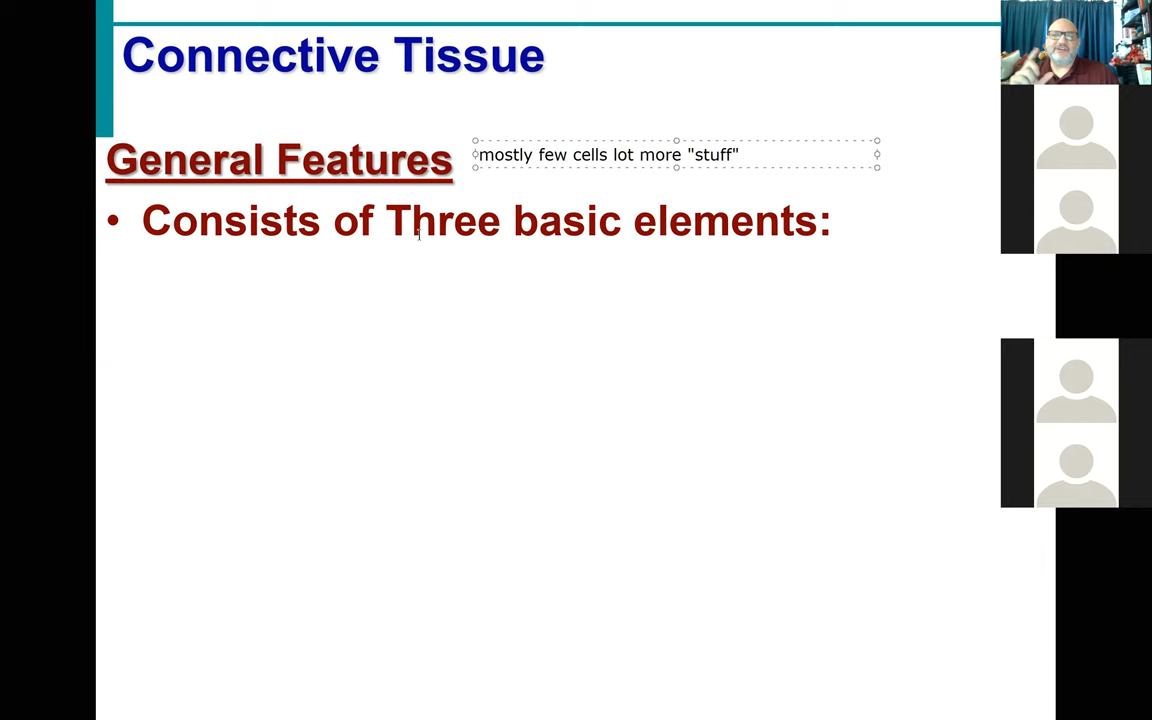 Connective Tissue
General Features
mostly few cells lot more "stuff"
• Consists of Three basic elements: